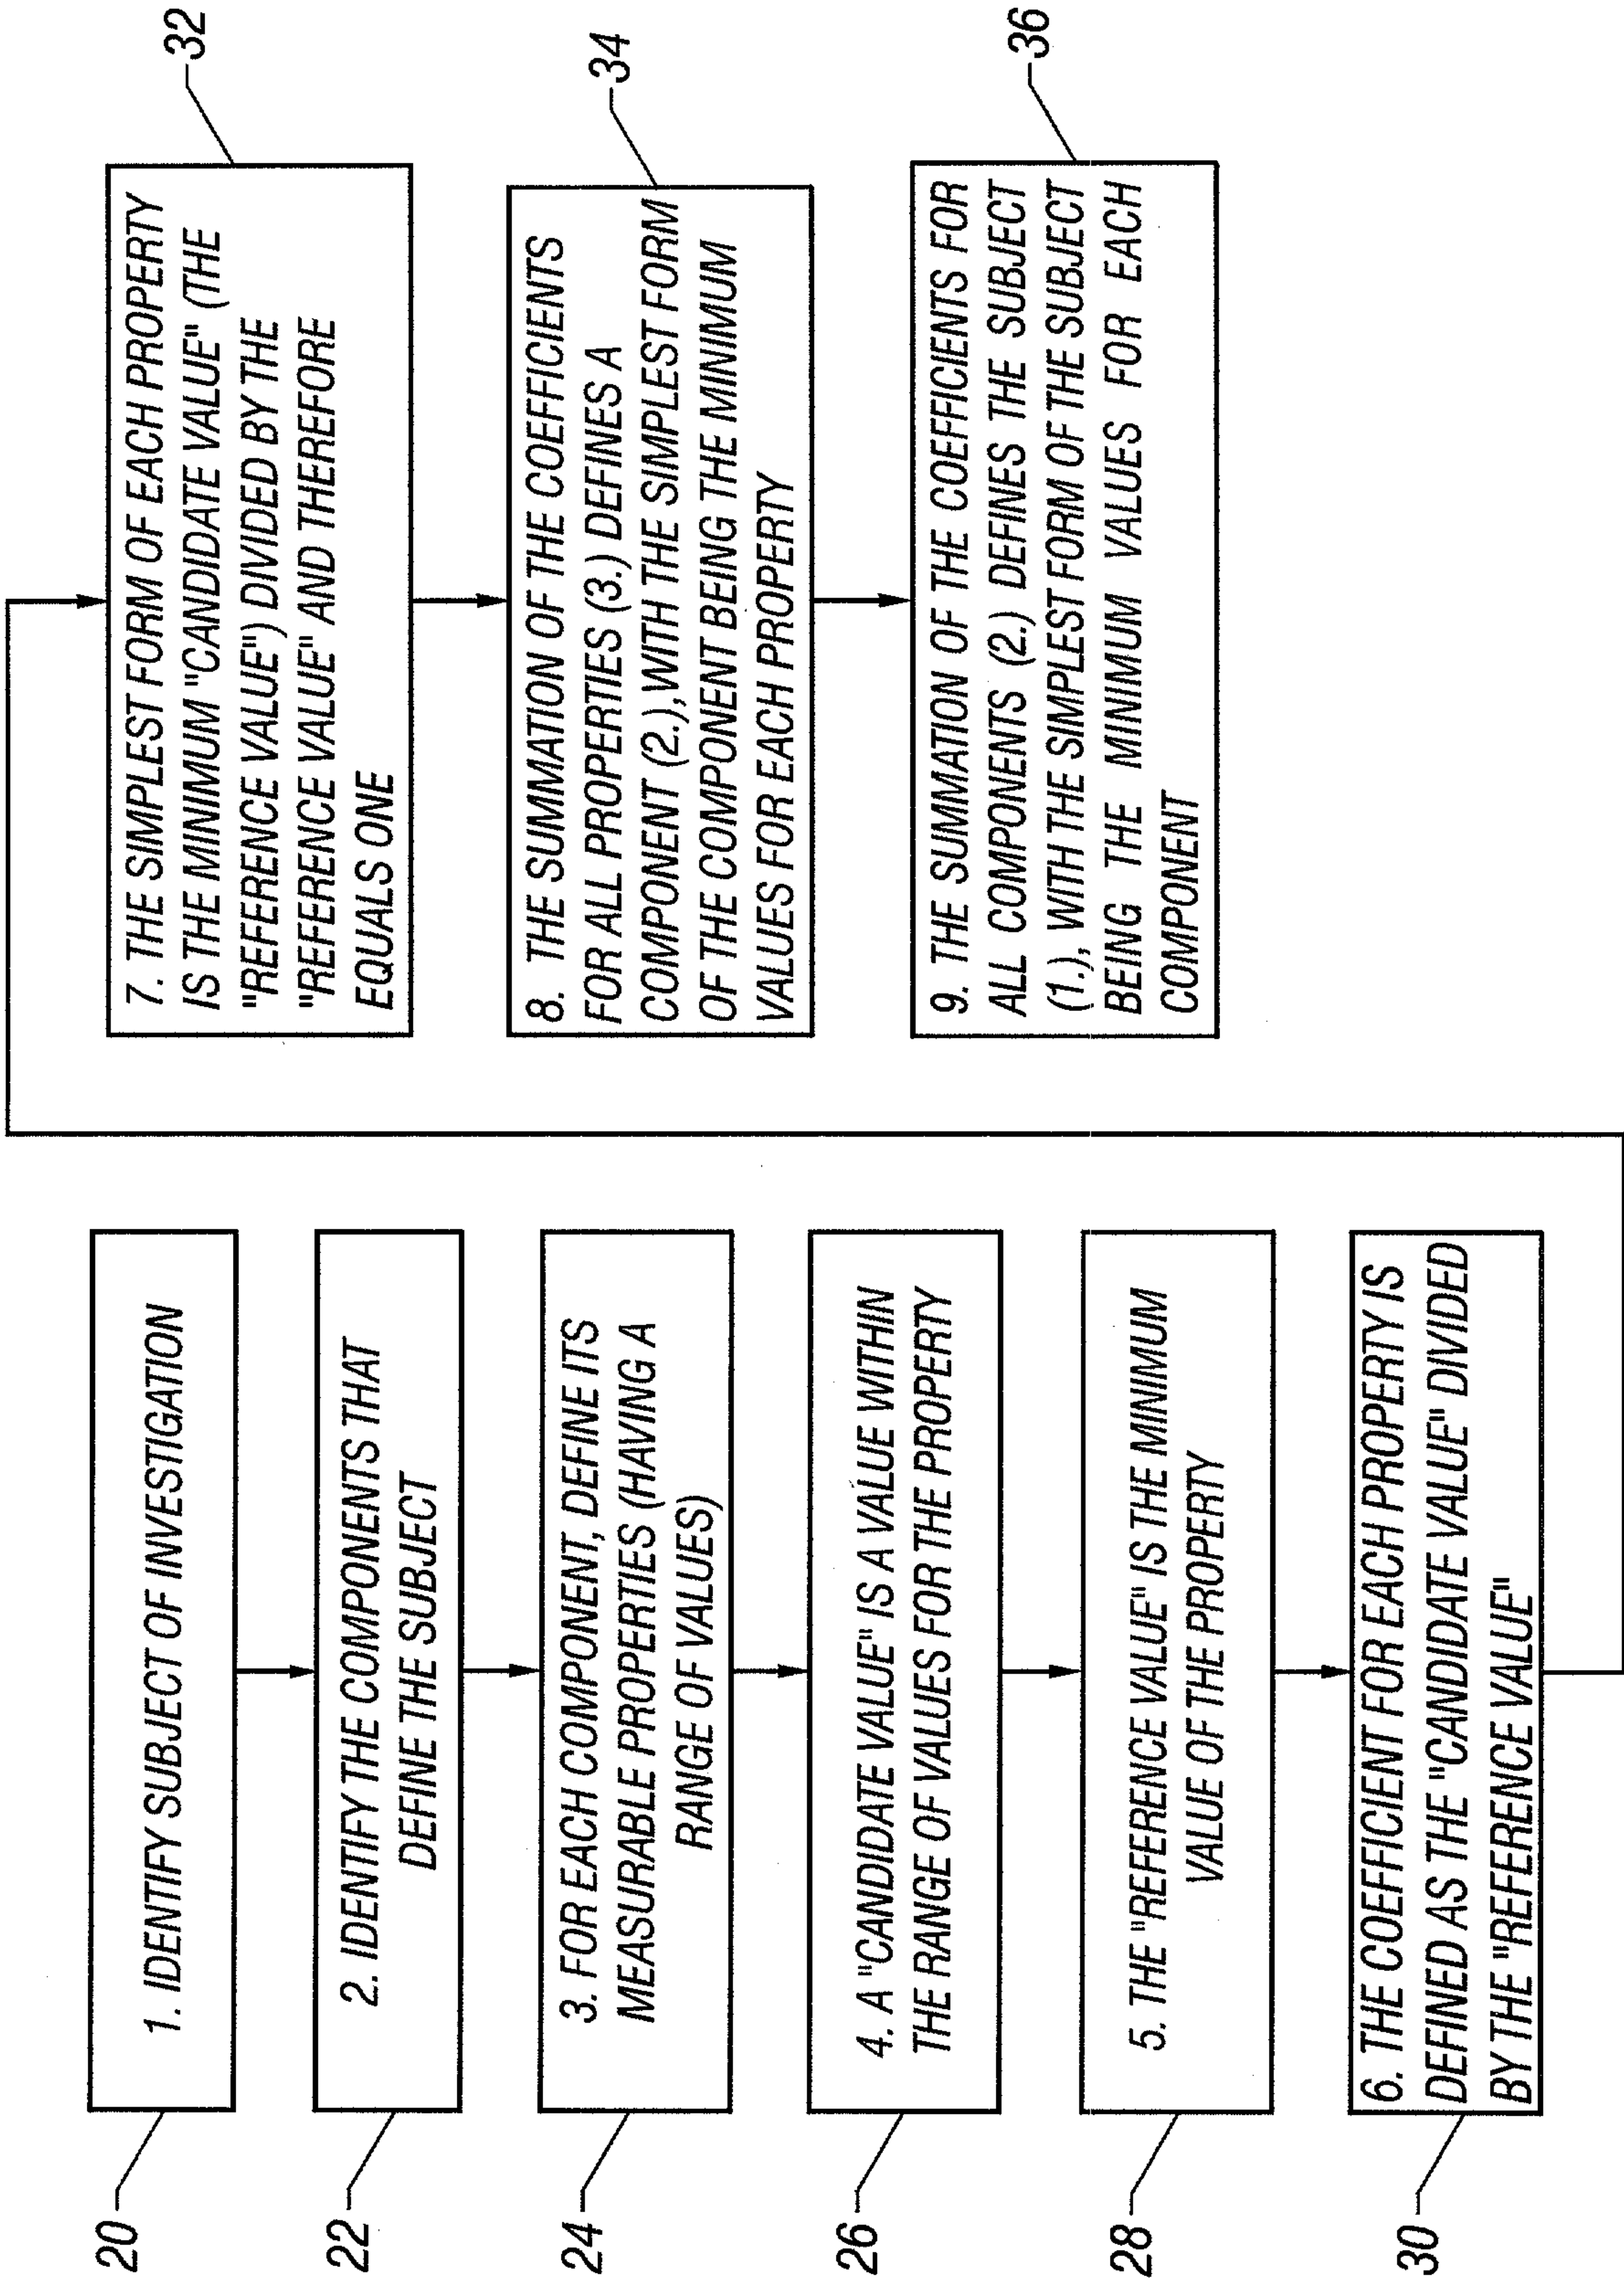 20
1. IDENTIFY SUBJECT OF INVESTIGATION
22
2. IDENTIFY THE COMPONENTS THAT
DEFINE THE SUBJECT
24
3. FOR EACH COMPONENT, DEFINE ITS
MEASURABLE PROPERTIES (HAVING A
RANGE OF VALUES)
26
4. A "CANDIDATE VALUE" IS A VALUE WITHIN
THE RANGE OF VALUES FOR THE PROPERTY
28
5. THE "REFERENCE VALUE" IS THE MINIMUM
VALUE OF THE PROPERTY
30
6. THE COEFFICIENT FOR EACH PROPERTY IS
DEFINED AS THE "CANDIDATE VALUE" DIVIDED
BY THE "REFERENCE VALUE"
32
7. THE SIMPLEST FORM OF EACH PROPERTY
IS THE MINIMUM "CANDIDATE VALUE" (THE
"REFERENCE VALUE") DIVIDED BY THE
"REFERENCE VALUE" AND THEREFORE
EQUALS ONE
34
8. THE SUMMATION OF THE COEFFICIENTS
FOR ALL PROPERTIES (3.) DEFINES A
COMPONENT (2.), WITH THE SIMPLEST FORM
OF THE COMPONENT BEING THE MINIMUM
VALUES FOR EACH PROPERTY
36
9. THE SUMMATION OF THE COEFFICIENTS FOR
ALL COMPONENTS (2.) DEFINES THE SUBJECT
(1.), WITH THE SIMPLEST FORM OF THE SUBJECT
BEING THE MINIMUM VALUES FOR EACH
COMPONENT